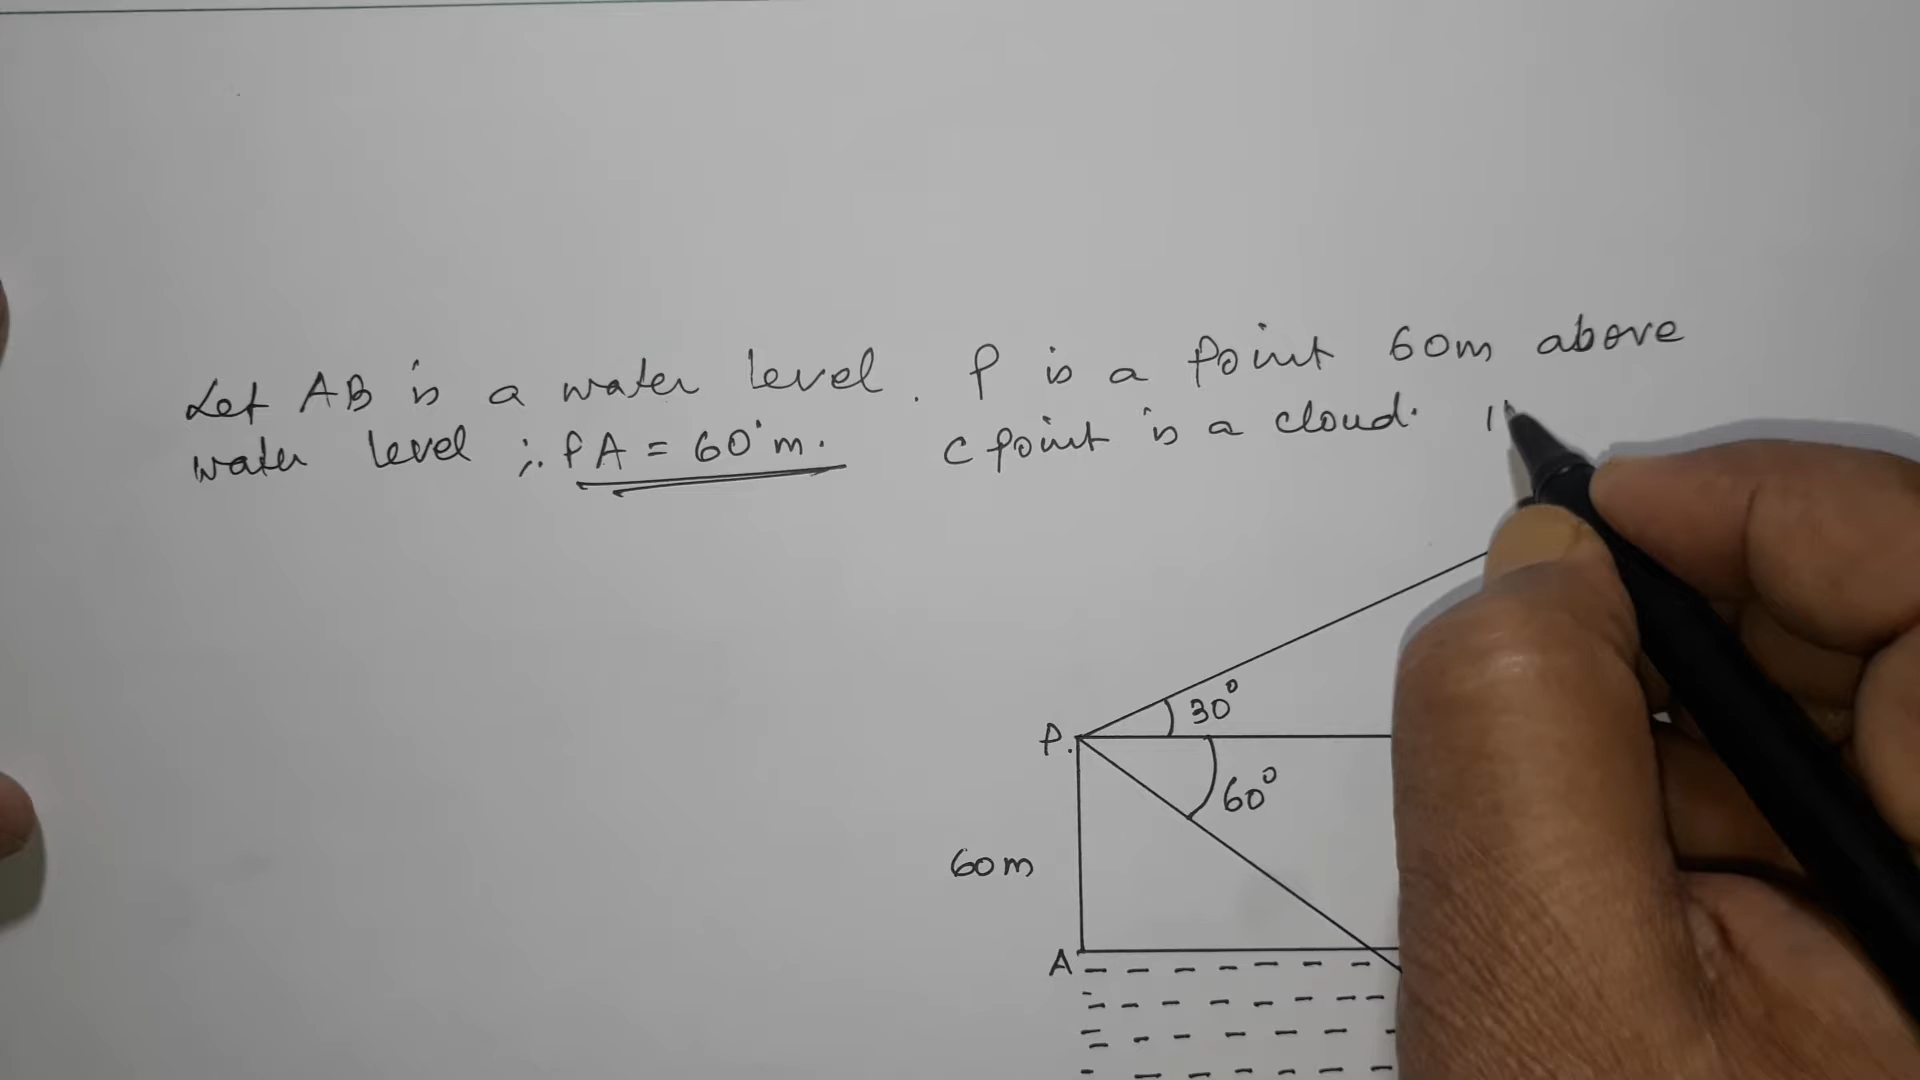 Let AB is a water level. P is a point 60m above
water level ∴ PA = 60 m. C point is a cloud.
30°
P.
60°
60m
A